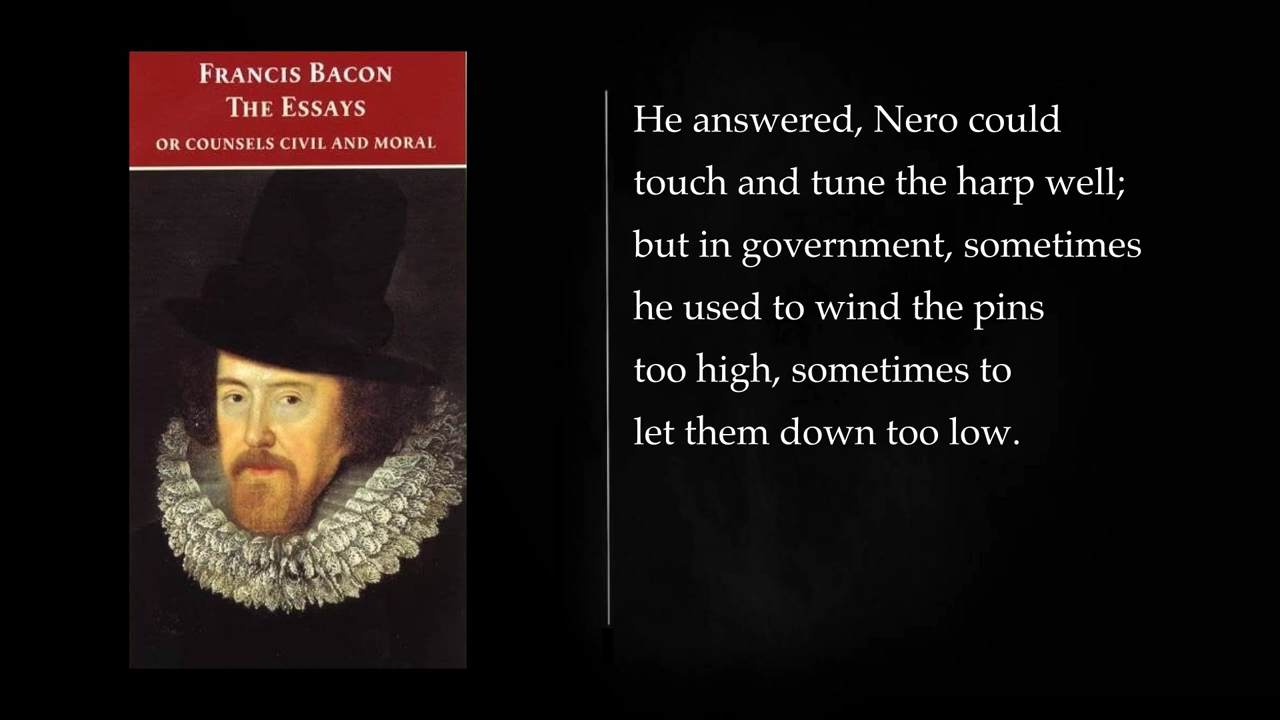 FRANCIS BACON
THE ESSAYS
OR COUNSELS CIVIL AND MORAL
He answered, Nero could
touch and tune the harp well;
but in government, sometimes
he used to wind the pins
too high, sometimes to
let them down too low.